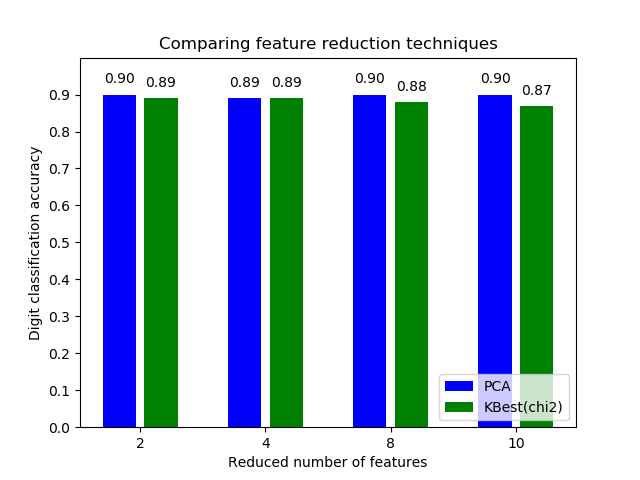 Comparing feature reduction techniques
0.90 0.89 0.89 0.89 0.90 0.88 0.90 0.87
0.9
0.8
0.7
0.6
0.5
0.4
0.3
0.2
0.1
0.0
Digit classification accuracy
PCA
KBest(chi2)
2 4 8 10
Reduced number of features